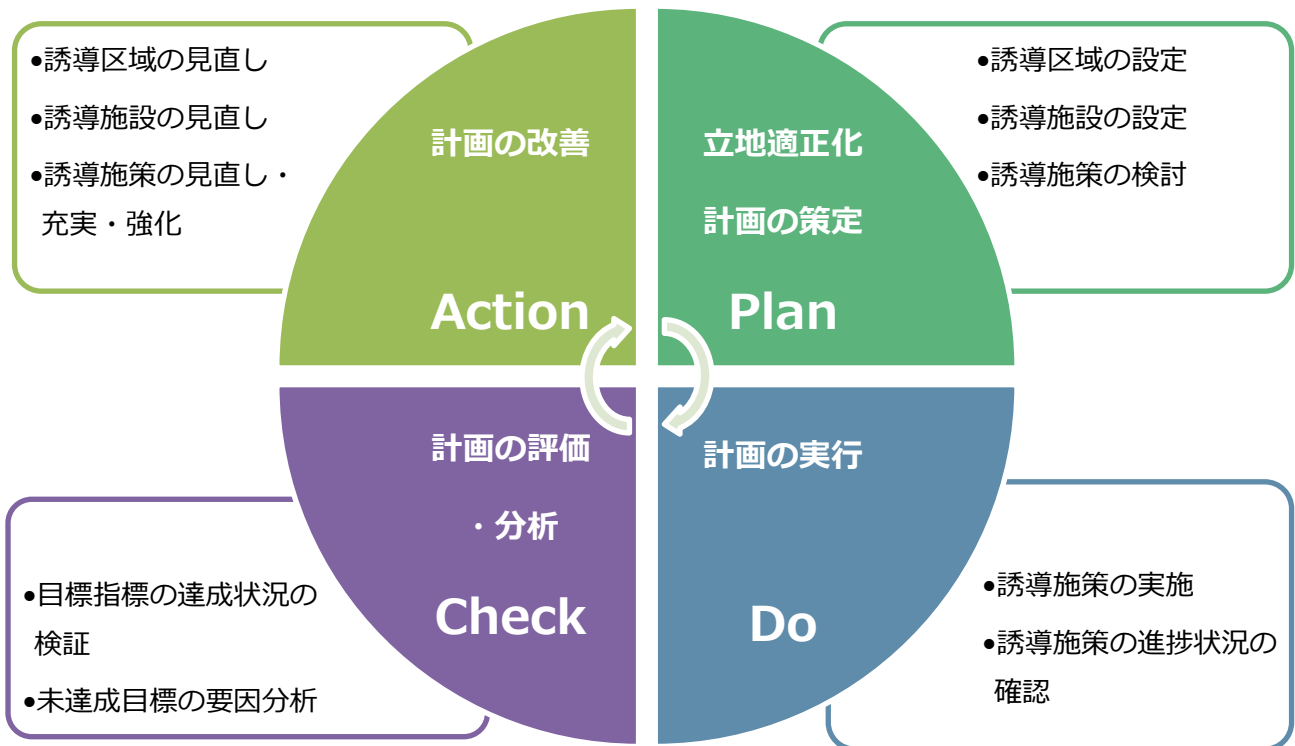 •誘導区域の見直し
•誘導施設の見直し
•誘導施策の見直し・
充実・強化
計画の改善
Action
立地適正化
計画の策定
Plan
•誘導区域の設定
•誘導施設の設定
•誘導施策の検討
•目標指標の達成状況の
検証
•未達成目標の要因分析
計画の評価
・分析
Check
計画の実行
Do
•誘導施策の実施
•誘導施策の進捗状況の
確認